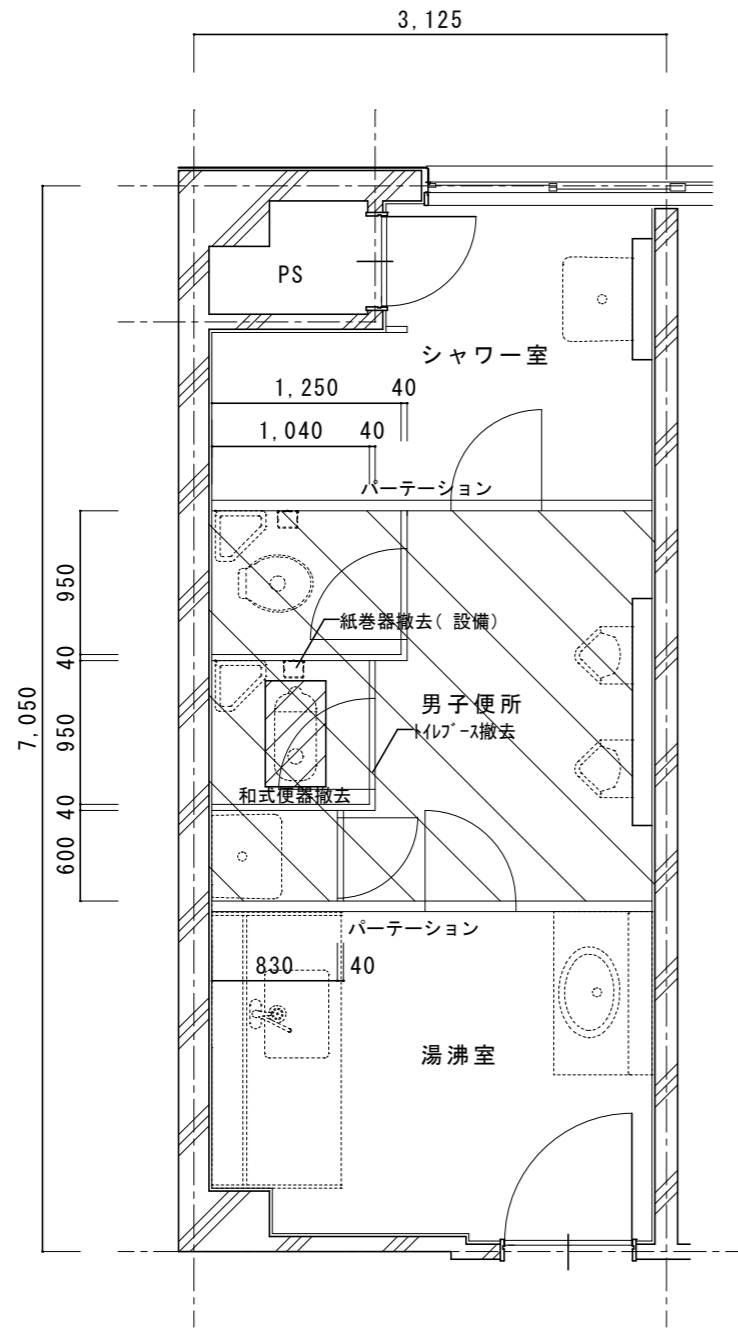 3,125
PS
シャワー室
1,250 40
1,040 40
パーテーション
950
40
紙巻器撤去( 設備)
7,050
950
男子便所
トイレブース撤去
和式便器撤去
40
600
パーテーション
830 40
湯沸室